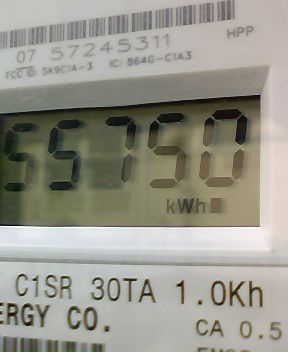 07 57245311
HPP
FCC ID: SK9C1A-3 IC: 864G-C1A3
55750
kWh
C1SR 30TA 1.0Kh
ERGY CO.
CA 0.5